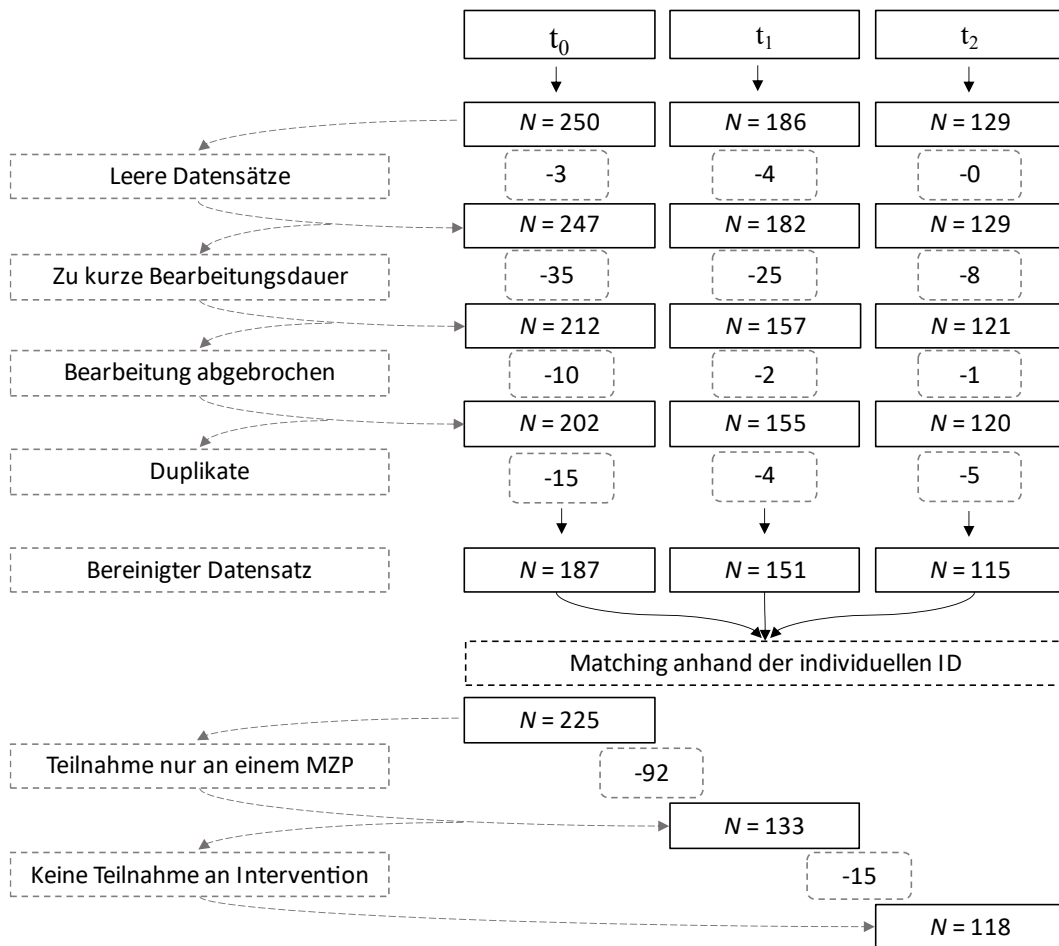 t₀ t₁ t₂
N = 250 N = 186 N = 129
Leere Datensätze -3 -4 -0
N = 247 N = 182 N = 129
Zu kurze Bearbeitungsdauer -35 -25 -8
N = 212 N = 157 N = 121
Bearbeitung abgebrochen -10 -2 -1
N = 202 N = 155 N = 120
Duplikate -15 -4 -5
Bereinigter Datensatz N = 187 N = 151 N = 115
Matching anhand der individuellen ID
N = 225
Teilnahme nur an einem MZP -92
N = 133
Keine Teilnahme an Intervention -15
N = 118